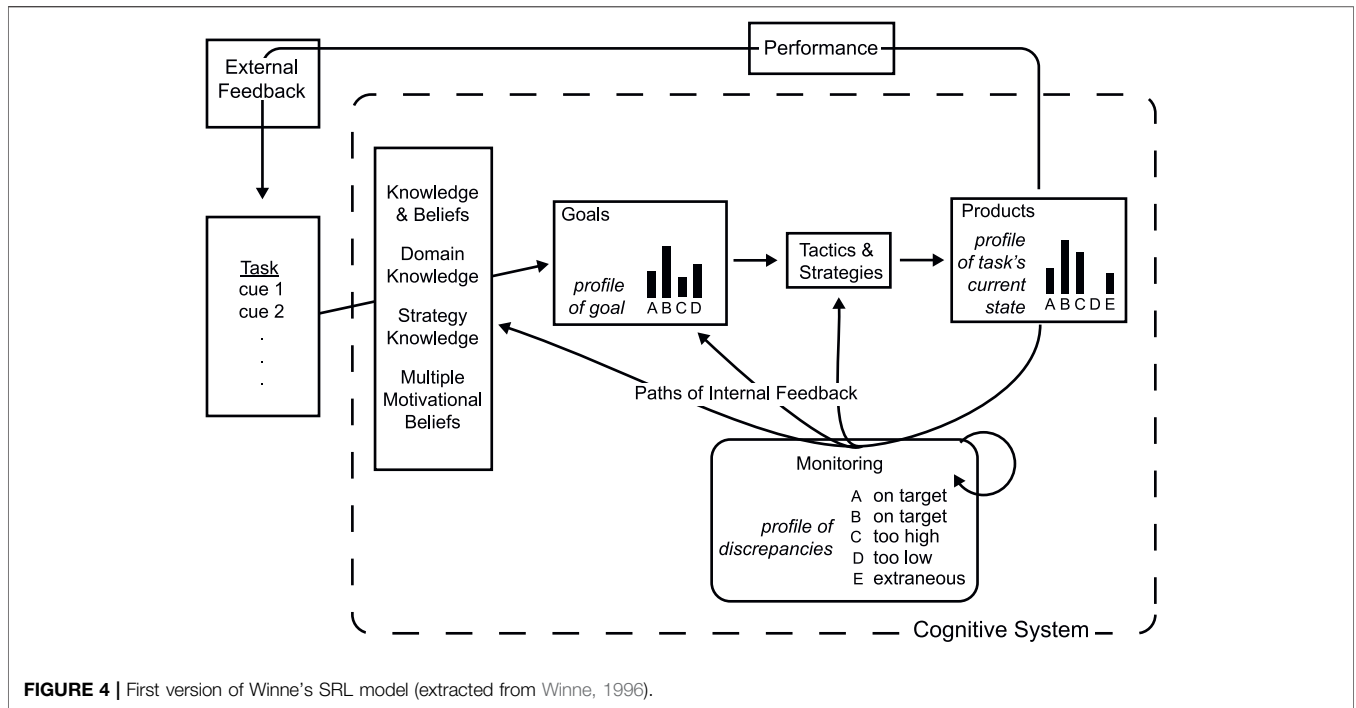 Performance
External
Feedback
Task
cue 1
cue 2
.
.
.
Knowledge
& Beliefs
Domain
Knowledge
Strategy
Knowledge
Multiple
Motivational
Beliefs
Goals
profile
of goal
A B C D
Tactics &
Strategies
Products
profile
of task's
current
state
A B C D E
Paths of Internal Feedback
Monitoring
profile of
discrepancies
A on target
B on target
C too high
D too low
E extraneous
Cognitive System
FIGURE 4 | First version of Winne's SRL model (extracted from Winne, 1996).